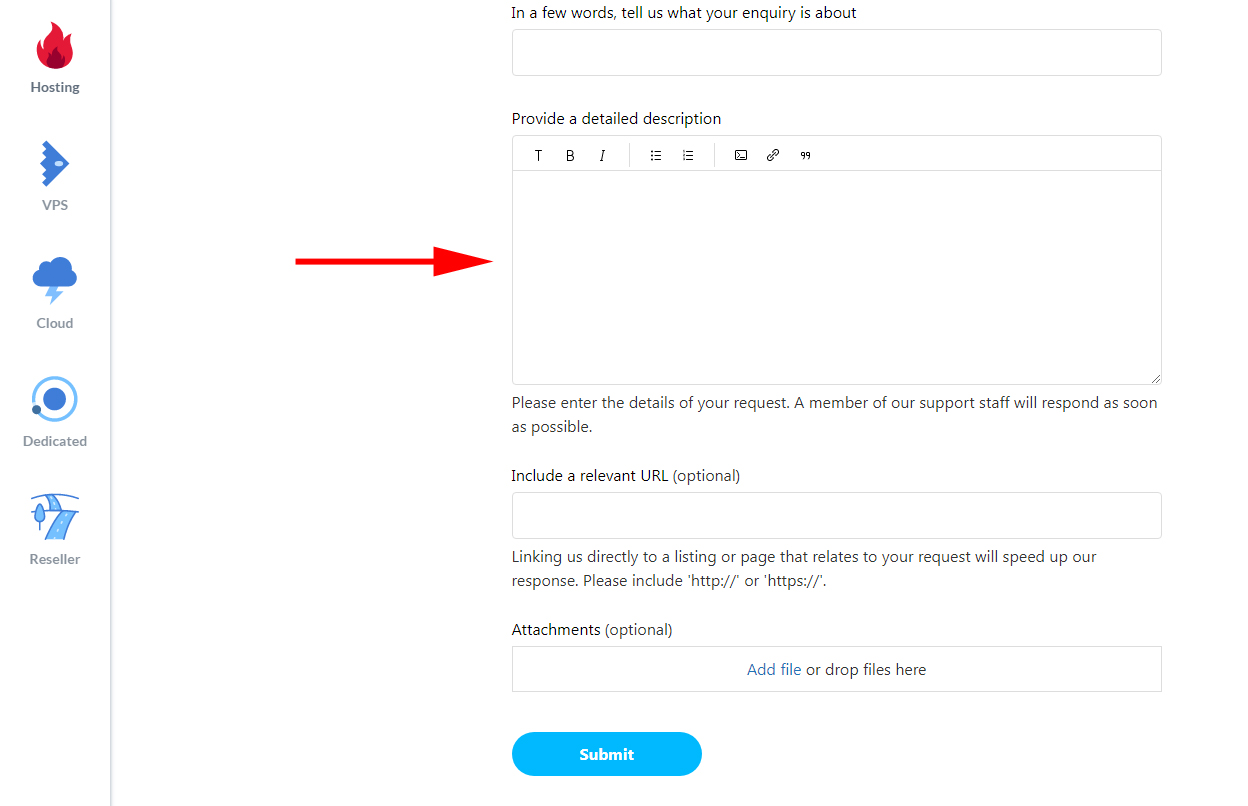 Hosting
VPS
Cloud
Dedicated
Reseller
In a few words, tell us what your enquiry is about
Provide a detailed description
T B I
Please enter the details of your request. A member of our support staff will respond as soon
as possible.
Include a relevant URL (optional)
Linking us directly to a listing or page that relates to your request will speed up our
response. Please include 'http://' or 'https://'.
Attachments (optional)
Add file or drop files here
Submit